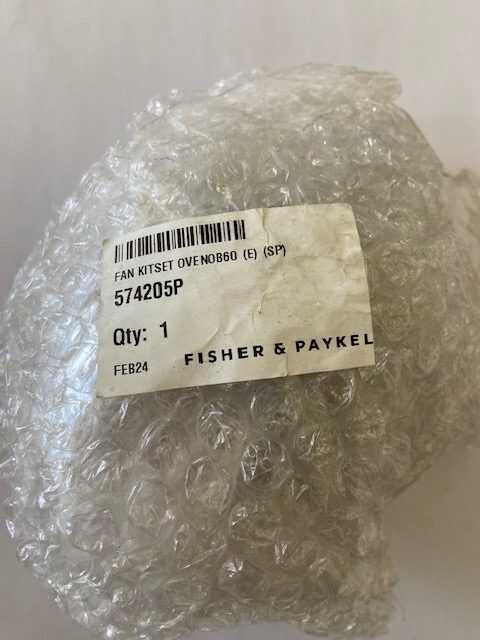 FAN KITSET OVENOB60 (E) (SP)
574205P
Qty: 1
FEB24
FISHER & PAYKEL